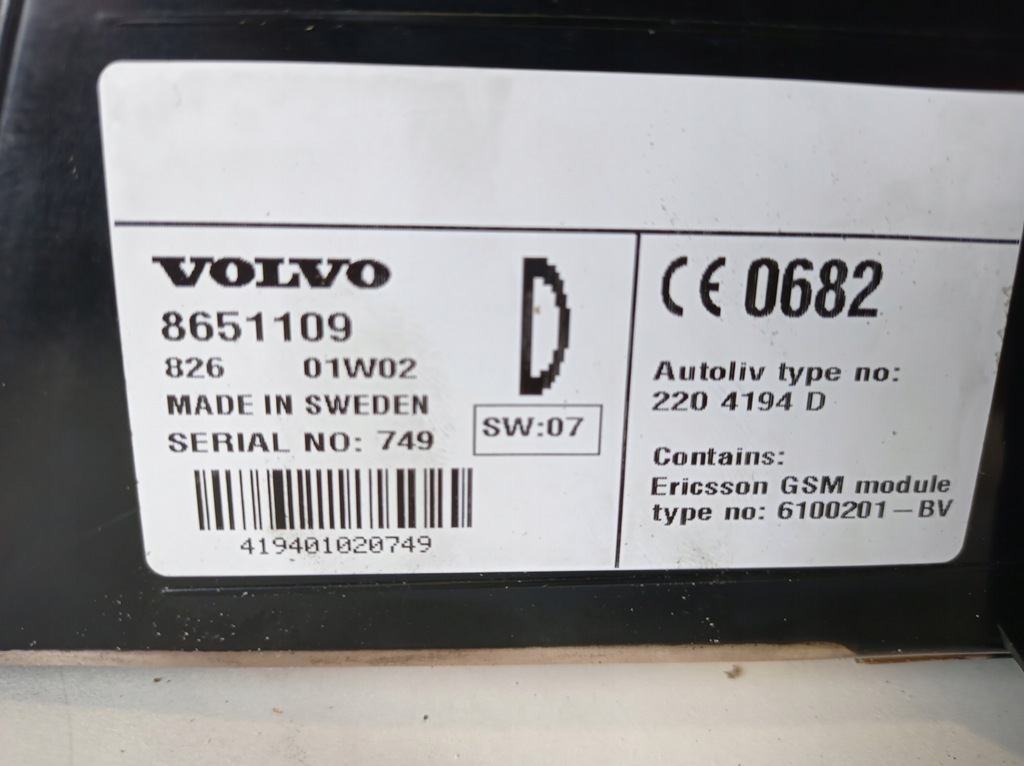 VOLVO
8651109
826 01W02
MADE IN SWEDEN
SERIAL NO: 749
419401020749
D
SW:07
CE 0682
Autoliv type no:
220 4194 D
Contains:
Ericsson GSM module
type no: 6100201-BV